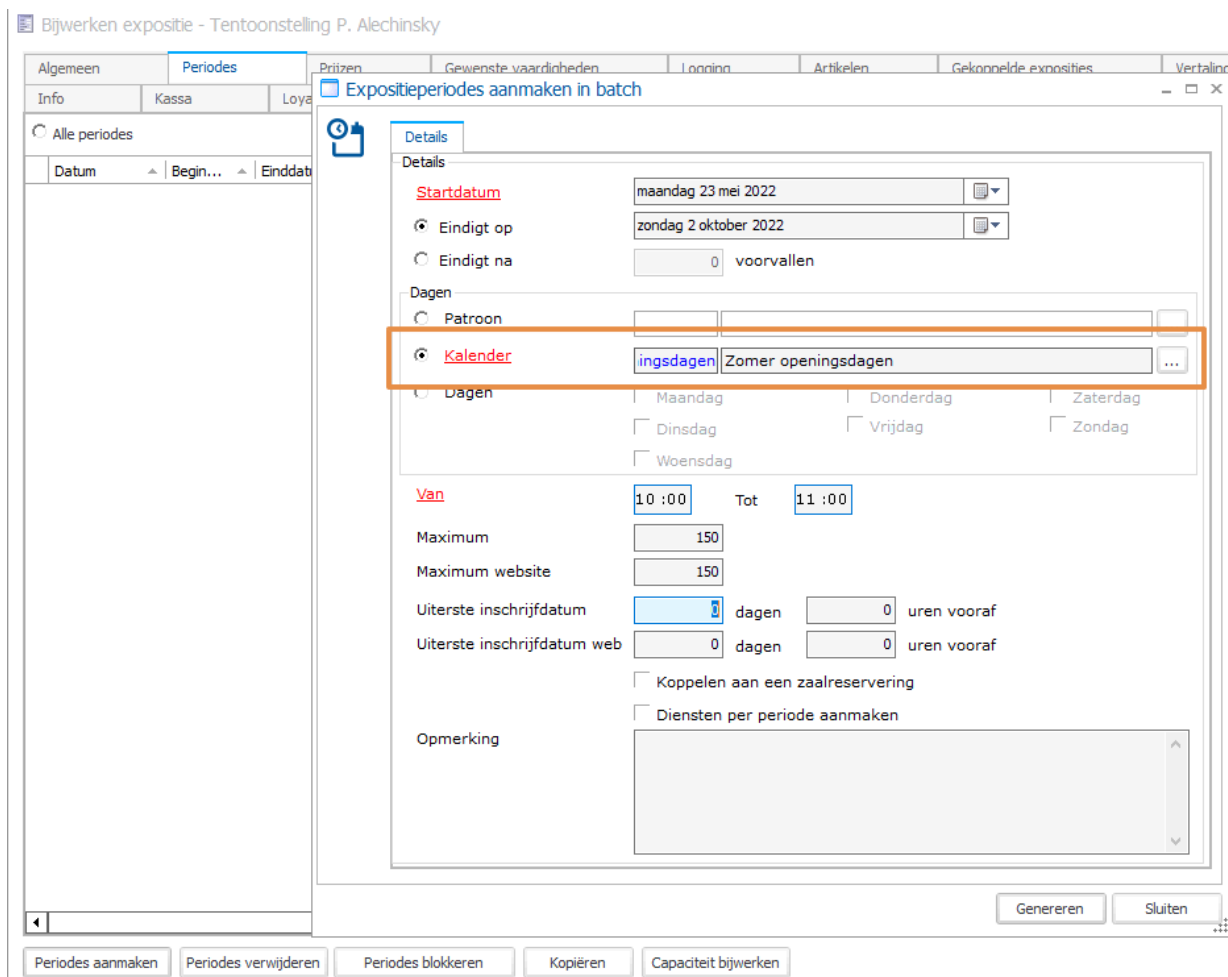 Bijwerken expositie - Tentoonstelling P. Alechinsky
Algemeen Periodes Prijzen Gewenste vaardigheden Logging Artikelen Gekoppelde exposities Vertaling
Info Kassa Loya
Expositieperiodes aanmaken in batch
Alle periodes
Datum Begin... Einddatu
Details
Details
Startdatum maandag 23 mei 2022
Eindigt op zondag 2 oktober 2022
Eindigt na 0 voorvallen
Dagen
Patroon
Kalender ingsdagen Zomer openingsdagen ...
Dagen Maandag Donderdag Zaterdag
Dinsdag Vrijdag Zondag
Woensdag
Van 10:00 Tot 11:00
Maximum 150
Maximum website 150
Uiterste inschrijfdatum 0 dagen 0 uren vooraf
Uiterste inschrijfdatum web 0 dagen 0 uren vooraf
Koppelen aan een zaalreservering
Diensten per periode aanmaken
Opmerking
Genereren Sluiten
Periodes aanmaken Periodes verwijderen Periodes blokkeren Kopiëren Capaciteit bijwerken